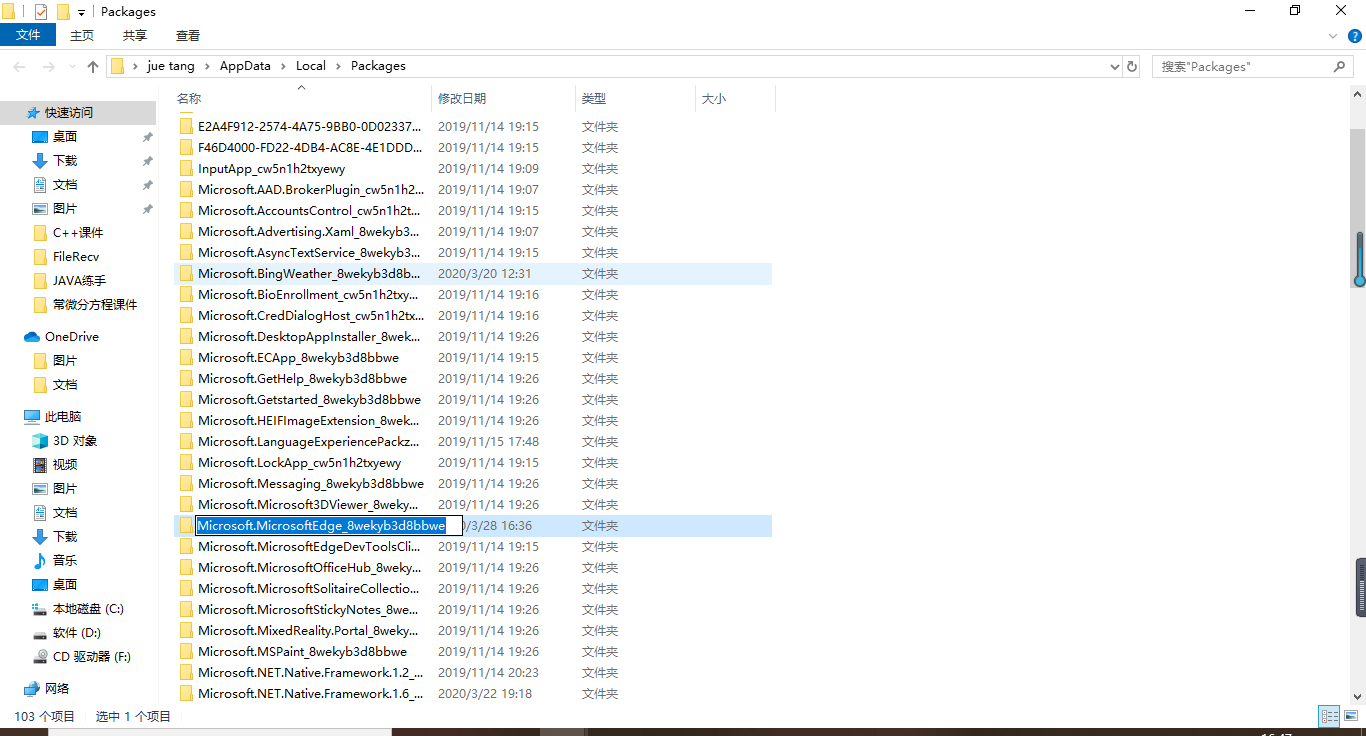 Packages
文件 主页 共享 查看
jue tang AppData Local Packages 搜索"Packages"
名称 修改日期 类型 大小
快速访问
桌面
下载
文档
图片
C++课件
FileRecv
JAVA练手
常微分方程课件
OneDrive
图片
文档
此电脑
3D 对象
视频
图片
文档
下载
音乐
桌面
本地磁盘 (C:)
软件 (D:)
CD 驱动器 (F:)
网络
E2A4F912-2574-4A75-9BB0-0D02337... 2019/11/14 19:15 文件夹
F46D4000-FD22-4DB4-AC8E-4E1DDD... 2019/11/14 19:15 文件夹
InputApp_cw5n1h2txyewy 2019/11/14 19:09 文件夹
Microsoft.AAD.BrokerPlugin_cw5n1h2... 2019/11/14 19:07 文件夹
Microsoft.AccountsControl_cw5n1h2t... 2019/11/14 19:15 文件夹
Microsoft.Advertising.Xaml_8wekyb3... 2019/11/14 19:07 文件夹
Microsoft.AsyncTextService_8wekyb3... 2019/11/14 19:15 文件夹
Microsoft.BingWeather_8wekyb3d8b... 2020/3/20 12:31 文件夹
Microsoft.BioEnrollment_cw5n1h2txy... 2019/11/14 19:16 文件夹
Microsoft.CredDialogHost_cw5n1h2tx... 2019/11/14 19:16 文件夹
Microsoft.DesktopAppInstaller_8wek... 2019/11/14 19:26 文件夹
Microsoft.ECApp_8wekyb3d8bbwe 2019/11/14 19:15 文件夹
Microsoft.GetHelp_8wekyb3d8bbwe 2019/11/14 19:26 文件夹
Microsoft.Getstarted_8wekyb3d8bbwe 2019/11/14 19:26 文件夹
Microsoft.HEIFImageExtension_8wek... 2019/11/14 19:26 文件夹
Microsoft.LanguageExperiencePackz... 2019/11/15 17:48 文件夹
Microsoft.LockApp_cw5n1h2txyewy 2019/11/14 19:15 文件夹
Microsoft.Messaging_8wekyb3d8bbwe 2019/11/14 19:26 文件夹
Microsoft.Microsoft3DViewer_8weky... 2019/11/14 19:26 文件夹
Microsoft.MicrosoftEdge_8wekyb3d8bbwe 0/3/28 16:36 文件夹
Microsoft.MicrosoftEdgeDevToolsCli... 2019/11/14 19:15 文件夹
Microsoft.MicrosoftOfficeHub_8weky... 2019/11/14 19:26 文件夹
Microsoft.MicrosoftSolitaireCollectio... 2019/11/14 19:26 文件夹
Microsoft.MicrosoftStickyNotes_8we... 2019/11/14 19:26 文件夹
Microsoft.MixedReality.Portal_8weky... 2019/11/14 19:26 文件夹
Microsoft.MSPaint_8wekyb3d8bbwe 2019/11/14 19:26 文件夹
Microsoft.NET.Native.Framework.1.2_... 2019/11/14 20:23 文件夹
Microsoft.NET.Native.Framework.1.6_... 2020/3/22 19:18 文件夹
103 个项目 选中 1 个项目